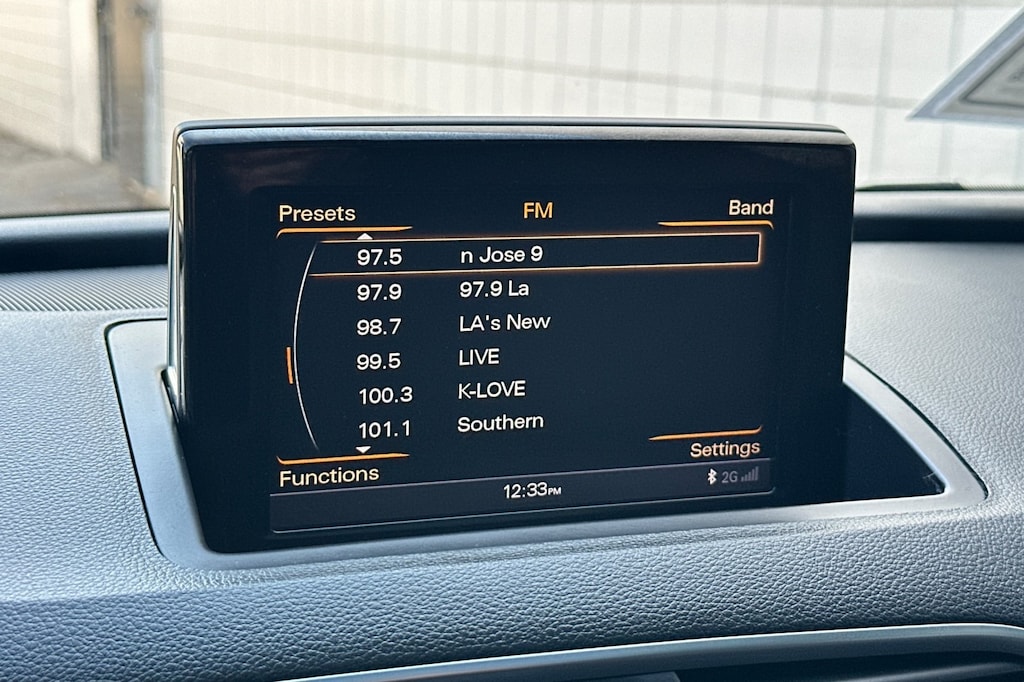 Presets FM Band
97.5 n Jose 9
97.9 97.9 La
98.7 LA's New
99.5 LIVE
100.3 K-LOVE
101.1 Southern
Functions Settings
12:33PM 2G